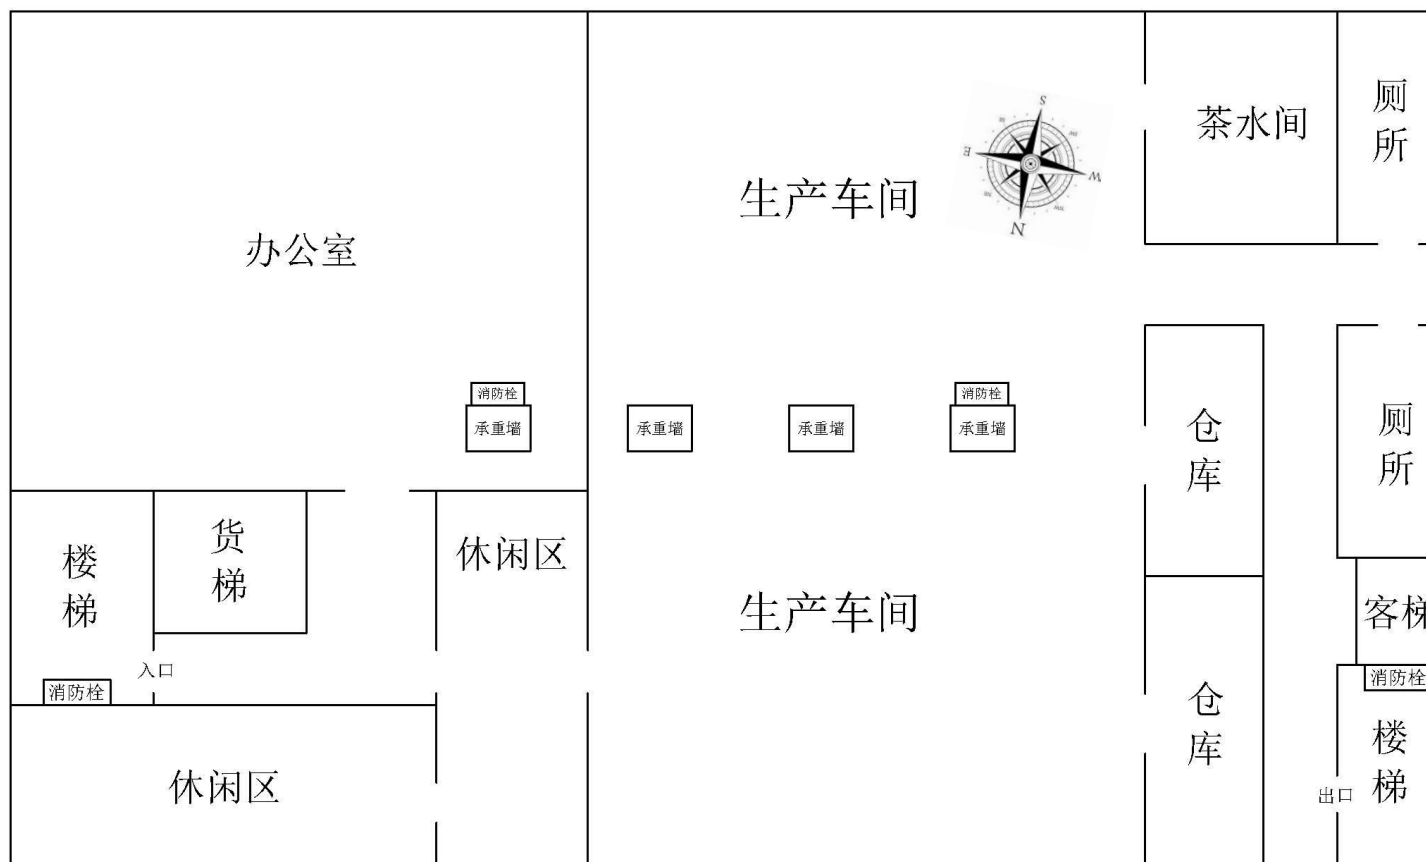 办公室
生产车间
S
E
W
N
茶水间
厕
所
消防栓
承重墙
承重墙
承重墙
消防栓
承重墙
仓
库
厕
所
楼
梯
货
梯
休闲区
生产车间
客梯
入口
消防栓
消防栓
休闲区
仓
库
楼
梯
出口